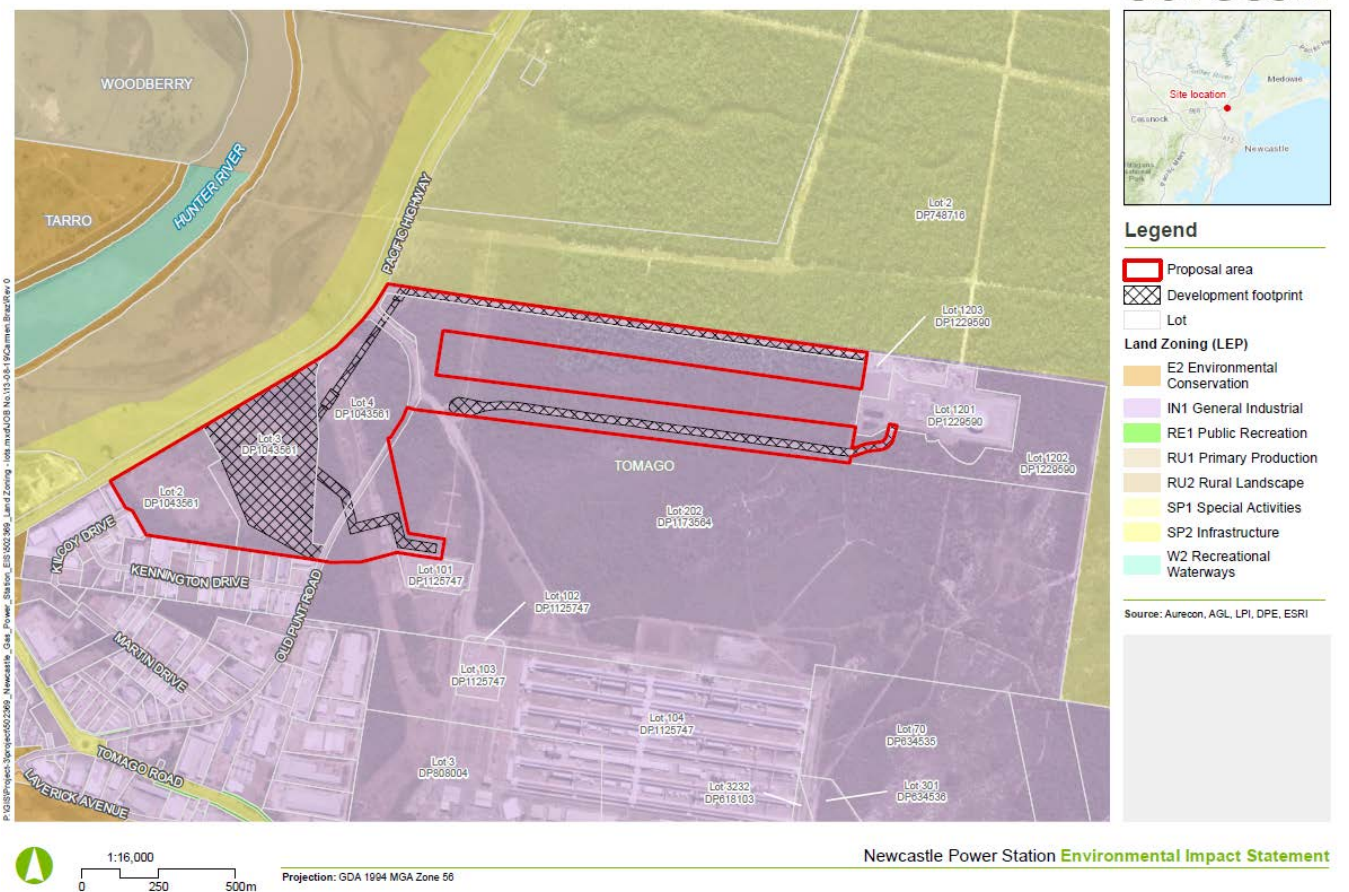 WOODBERRY
HUNTER RIVER
TARRO
PACIFIC HIGHWAY
Lot 2
DP748716
Lot 1203
DP1229590
Lot 4
DP1043561
Lot 1201
DP1229590
Lot 3
DP1043561
TOMAGO
Lot 1202
DP1229590
Lot 2
DP1043561
Lot 202
DP1173564
KILCOY DRIVE
KENNINGTON DRIVE
OLD PUNT ROAD
Lot 101
DP1125747
Lot 102
DP1125747
MARTIN DRIVE
Lot 103
DP1125747
Lot 104
DP1125747
Lot 70
DP634535
TOMAGO ROAD
Lot 3
DP808004
Lot 3232
DP618103
Lot 301
DP634536
LAVERICK AVENUE
Site location
Medowie
Cessnock
Newcastle
Legend
Proposal area
Development footprint
Lot
Land Zoning (LEP)
E2 Environmental
Conservation
IN1 General Industrial
RE1 Public Recreation
RU1 Primary Production
RU2 Rural Landscape
SP1 Special Activities
SP2 Infrastructure
W2 Recreational
Waterways
Source: Aurecon, AGL, LPI, DPE, ESRI
1:16,000
0 250 500m
Projection: GDA 1994 MGA Zone 56
Newcastle Power Station Environmental Impact Statement